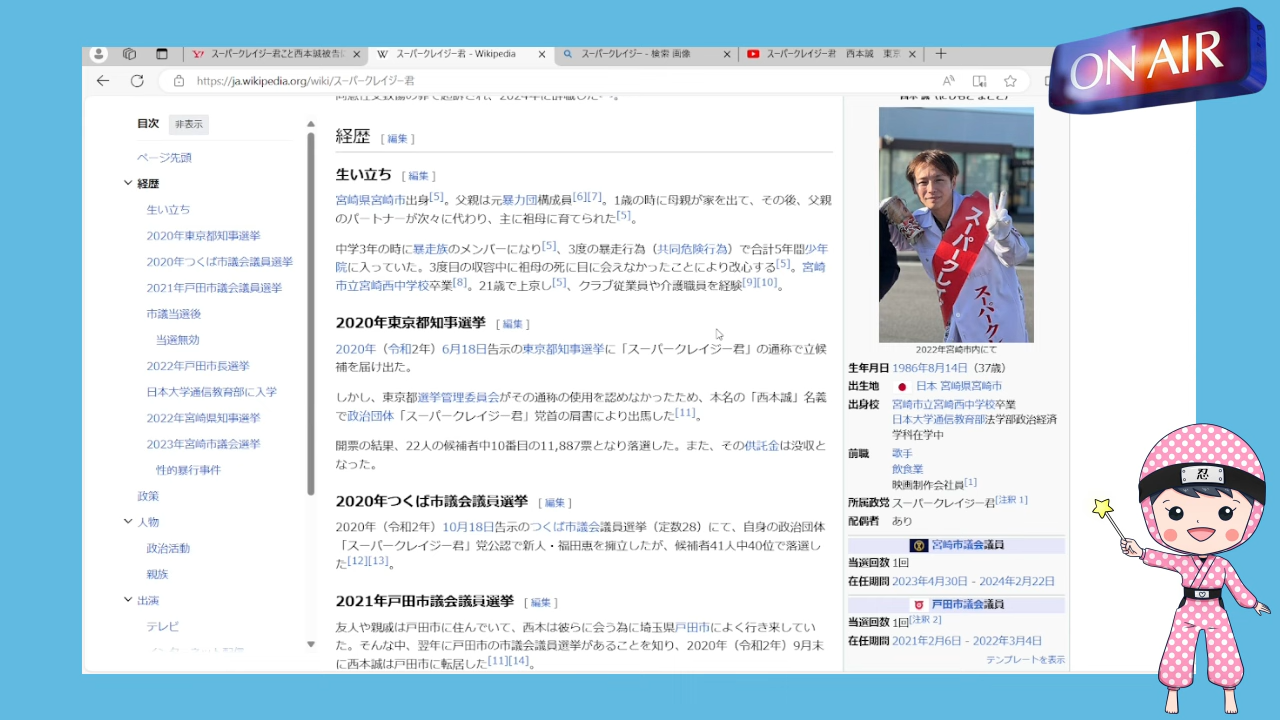 スーパークレイジー君こと西本誠被告に
スーパークレイジー君 - Wikipedia
スーパークレイジー - 検索 画像
スーパークレイジー君 西本誠 東京
https://ja.wikipedia.org/wiki/スーパークレイジー君
ON AIR
目次 非表示
ページ先頭
経歴
生い立ち
2020年東京都知事選挙
2020年つくば市議会議員選挙
2021年戸田市議会議員選挙
市議当選後
当選無効
2022年戸田市長選挙
日本大学通信教育部に入学
2022年宮崎県知事選挙
2023年宮崎市議会選挙
性的暴行事件
政策
人物
政治活動
親族
出演
テレビ
経歴 [編集]
生い立ち [編集]
宮崎県宮崎市出身[5]。父親は元暴力団構成員[6][7]。1歳の時に母親が家を出て、その後、父親
のパートナーが次々に代わり、主に祖母に育てられた[5]。
中学3年の時に暴走族のメンバーになり[5]、3度の暴走行為（共同危険行為）で合計5年間少年
院に入っていた。3度目の収容中に祖母の死に目に会えなかったことにより改心する[5]。宮崎
市立宮崎西中学校卒業[8]。21歳で上京し[5]、クラブ従業員や介護職員を経験[9][10]。
2020年東京都知事選挙 [編集]
2020年（令和2年）6月18日告示の東京都知事選挙に「スーパークレイジー君」の通称で立候
補を届け出た。
しかし、東京都選挙管理委員会がその通称の使用を認めなかったため、本名の「西本誠」名義
で政治団体「スーパークレイジー君」党首の肩書により出馬した[11]。
開票の結果、22人の候補者中10番目の11,887票となり落選した。また、その供託金は没収と
なった。
2020年つくば市議会議員選挙 [編集]
2020年（令和2年）10月18日告示のつくば市議会議員選挙（定数28）にて、自身の政治団体
「スーパークレイジー君」党公認で新人・福田恵を擁立したが、候補者41人中40位で落選し
た[12][13]。
2021年戸田市議会議員選挙 [編集]
友人や親戚は戸田市に住んでいて、西本は彼らに会う為に埼玉県戸田市によく行き来してい
た。そんな中、翌年に戸田市の市議会議員選挙があることを知り、2020年（令和2年）9月末
に西本誠は戸田市に転居した[11][14]。
スーパークレイ
スーパークレ
2022年宮崎市内にて
生年月日 1986年8月14日（37歳）
出生地 日本 宮崎県宮崎市
出身校 宮崎市立宮崎西中学校卒業
日本大学通信教育部法学部政治経済
学科在学中
前職 歌手
飲食業
映画制作会社員[1]
所属政党 スーパークレイジー君[注釈 1]
配偶者 あり
宮崎市議会議員
当選回数 1回
在任期間 2023年4月30日 - 2024年2月22日
戸田市議会議員
当選回数 1回[注釈 2]
在任期間 2021年2月6日 - 2022年3月4日
テンプレートを表示
忍